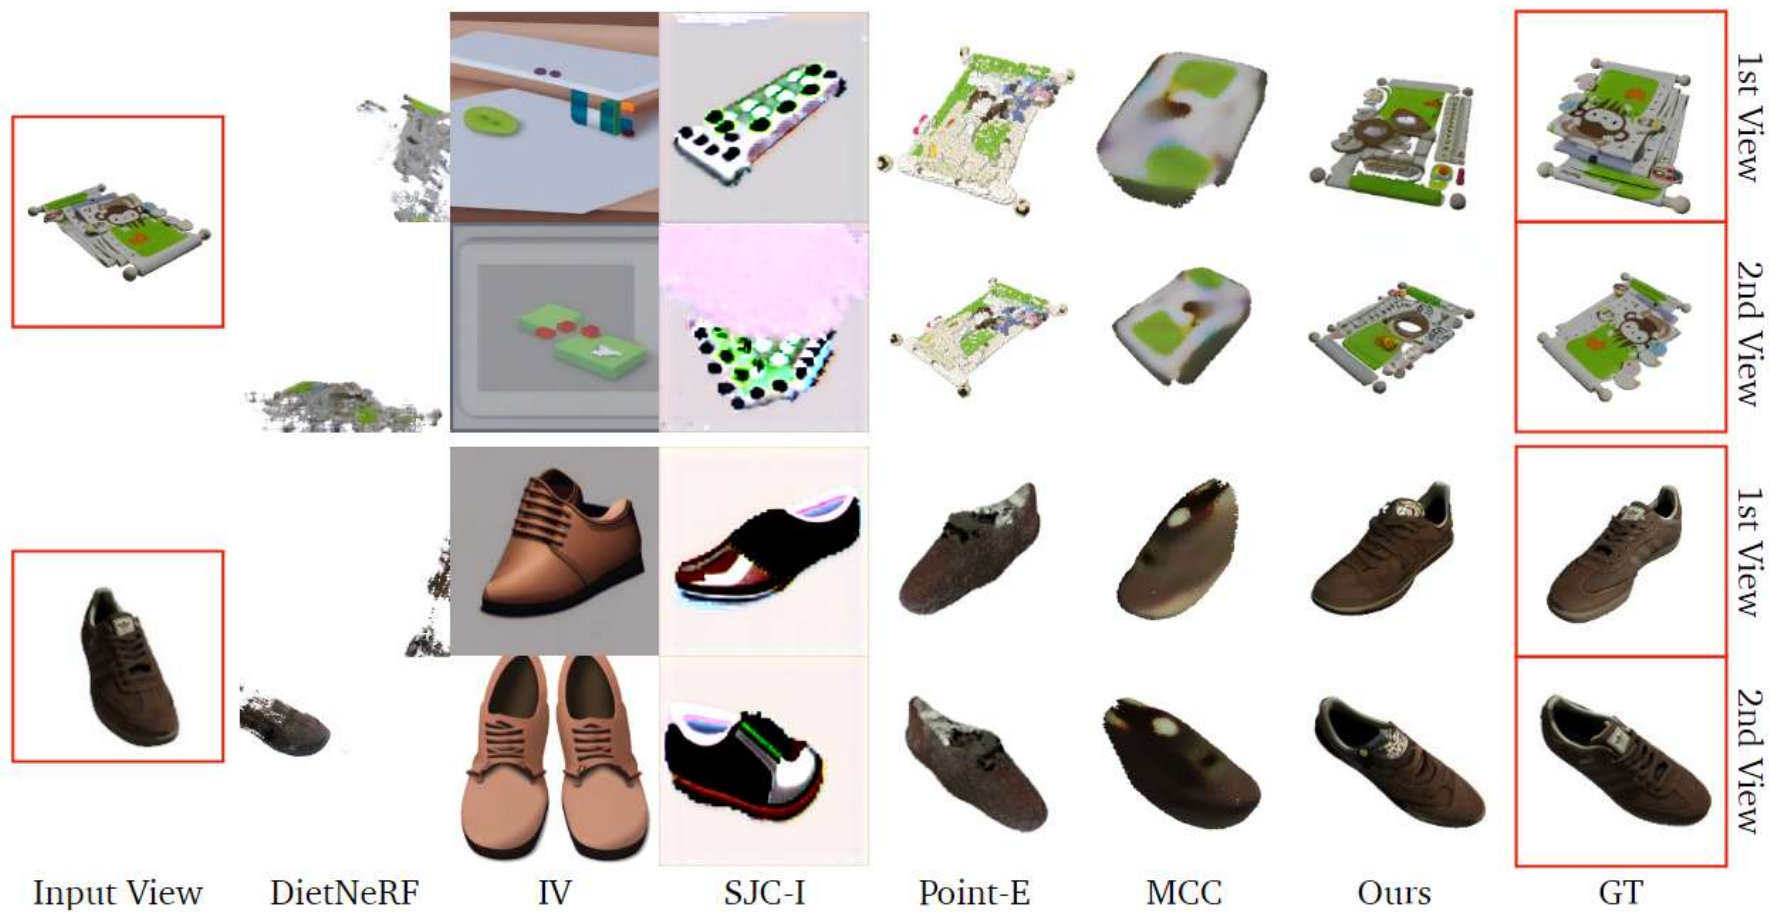 1st View
2nd View
1st View
2nd View
Input View
DietNeRF
IV
SJC-I
Point-E
MCC
Ours
GT